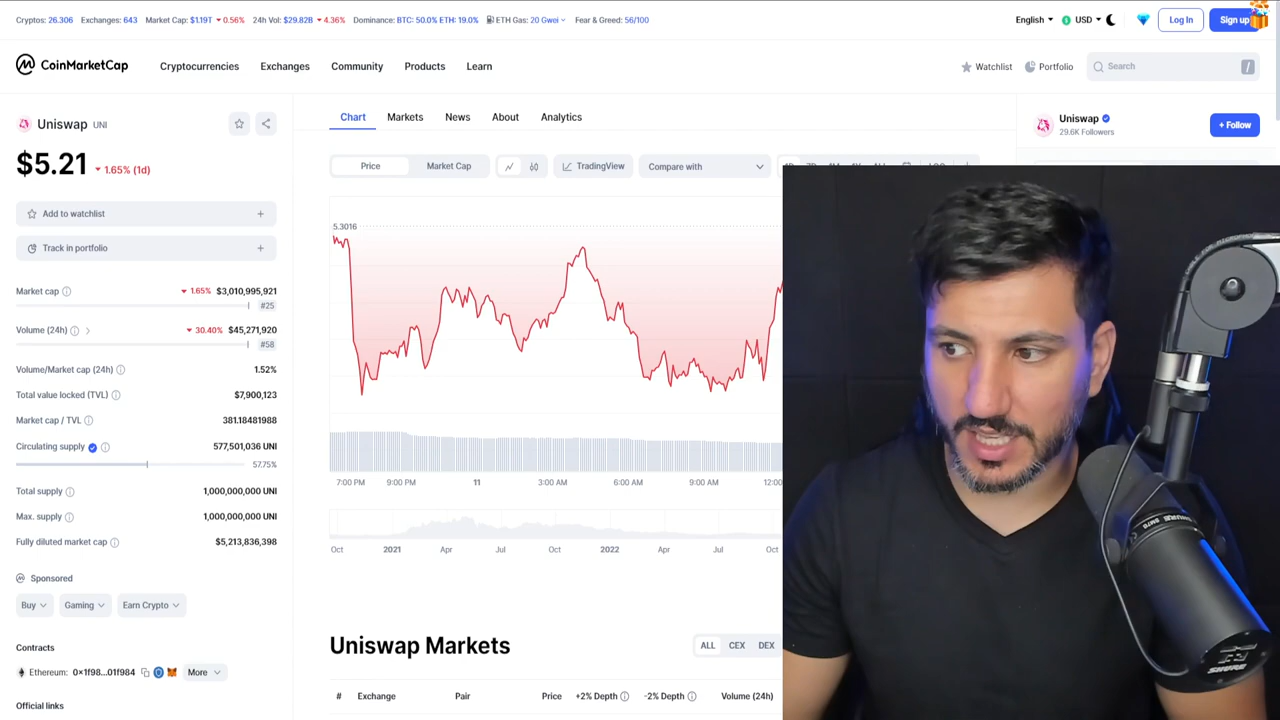 Cryptos: 26.306 Exchanges: 643 Market Cap: $1.19T 0.56% 24h Vol: $29.82B 4.36% Dominance: BTC: 50.0% ETH: 19.0% ETH Gas: 20 Gwei Fear & Greed: 56/100
English USD Log In Sign up
CoinMarketCap Cryptocurrencies Exchanges Community Products Learn Watchlist Portfolio Search /
Uniswap UNI
$5.21 1.65% (1d)
Add to watchlist +
Track in portfolio +
Market cap 1.65% $3,010,995,921
#25
Volume (24h) 30.40% $45,271,920
#58
Volume/Market cap (24h) 1.52%
Total value locked (TVL) $7,900,123
Market cap / TVL 381.18481988
Circulating supply 577,501,036 UNI
57.75%
Total supply 1,000,000,000 UNI
Max. supply 1,000,000,000 UNI
Fully diluted market cap $5,213,836,398
Sponsored
Buy Gaming Earn Crypto
Contracts
Ethereum: 0x1f98...01f984 More
Official links
Chart Markets News About Analytics
Price Market Cap TradingView Compare with
5.3016
7:00 PM 9:00 PM 11 3:00 AM 6:00 AM 9:00 AM 12:00
Oct 2021 Apr Jul Oct 2022 Apr Jul Oct
Uniswap Markets ALL CEX DEX
# Exchange Pair Price +2% Depth -2% Depth Volume (24h)
Uniswap
29.6K Followers
+ Follow
SHURE SM7B
SHURE